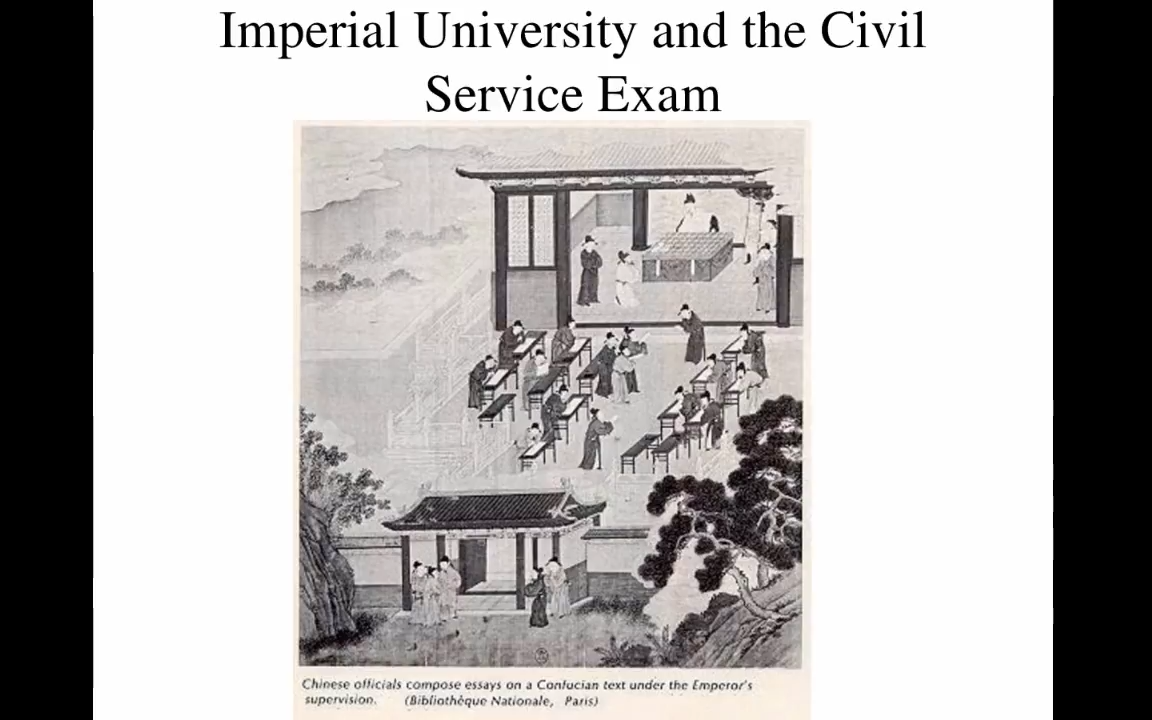 Imperial University and the Civil
Service Exam
Chinese officials compose essays on a Confucian text under the Emperor's
supervision. (Bibliothèque Nationale, Paris)